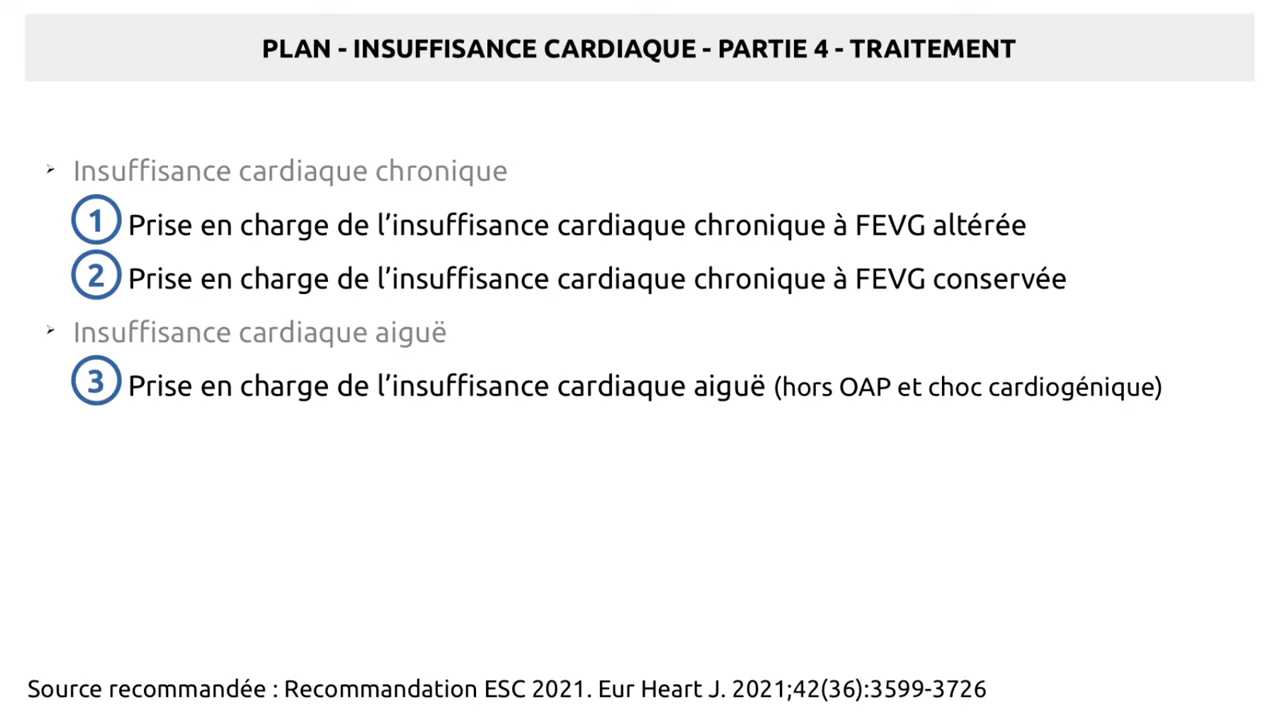 PLAN - INSUFFISANCE CARDIAQUE - PARTIE 4 - TRAITEMENT
Insuffisance cardiaque chronique
1 Prise en charge de l’insuffisance cardiaque chronique à FEVG altérée
2 Prise en charge de l’insuffisance cardiaque chronique à FEVG conservée
Insuffisance cardiaque aiguë
3 Prise en charge de l’insuffisance cardiaque aiguë (hors OAP et choc cardiogénique)
Source recommandée : Recommandation ESC 2021. Eur Heart J. 2021;42(36):3599-3726